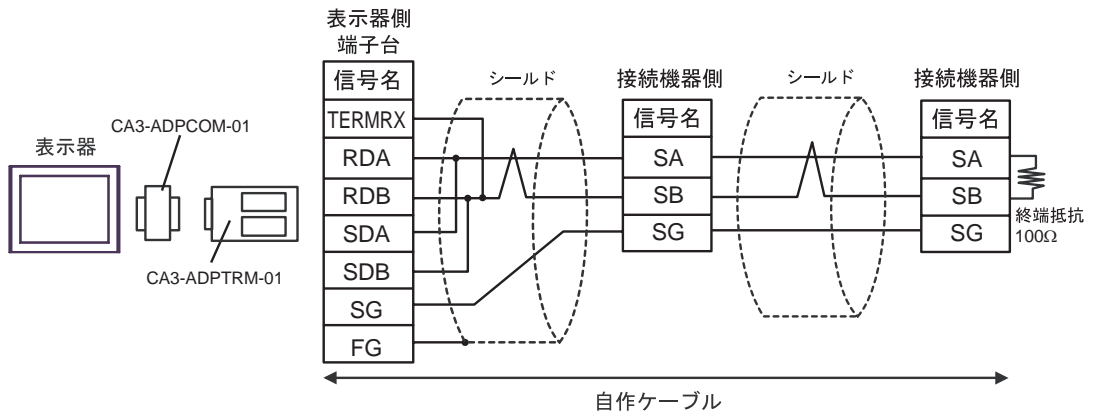 表示器
CA3-ADPCOM-01
CA3-ADPTRM-01
表示器側
端子台
信号名
TERMRX
RDA
RDB
SDA
SDB
SG
FG
シールド
接続機器側
信号名
SA
SB
SG
シールド
接続機器側
信号名
SA
SB
SG
終端抵抗
100Ω
自作ケーブル